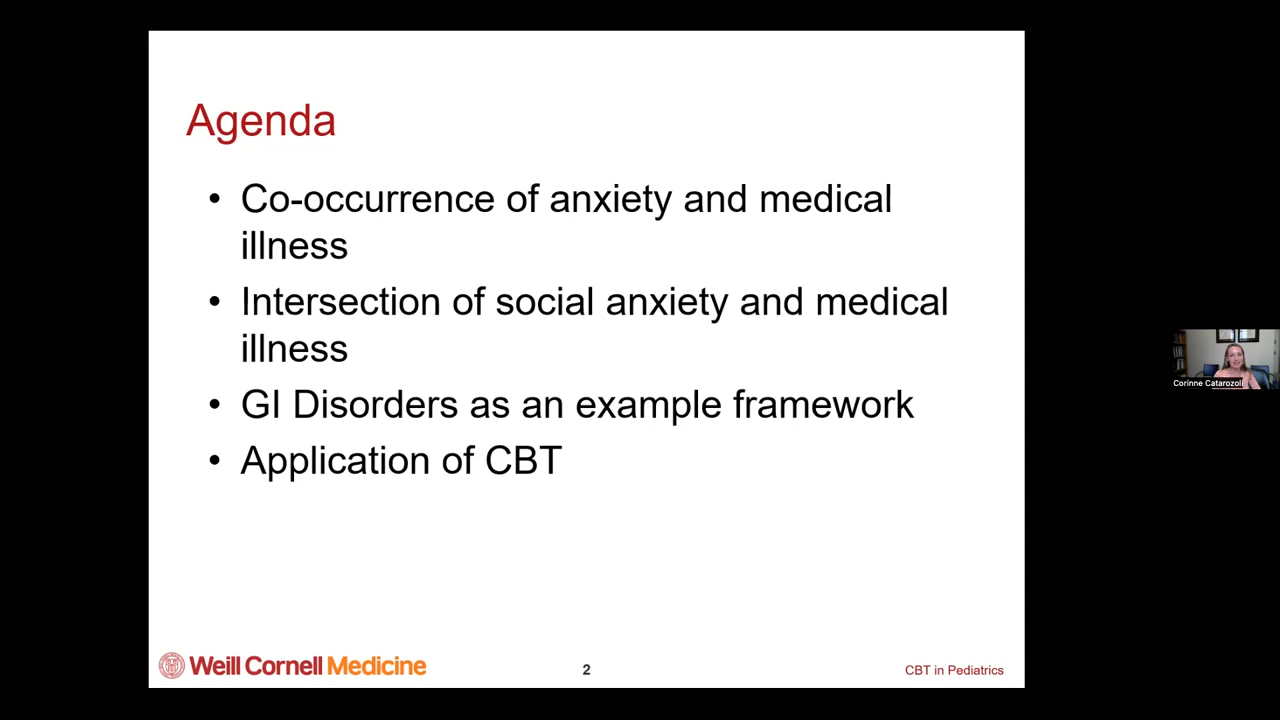 Agenda
• Co-occurrence of anxiety and medical
illness
• Intersection of social anxiety and medical
illness
• GI Disorders as an example framework
• Application of CBT
Weill Cornell Medicine
2
CBT in Pediatrics
Corinne Catarozoli